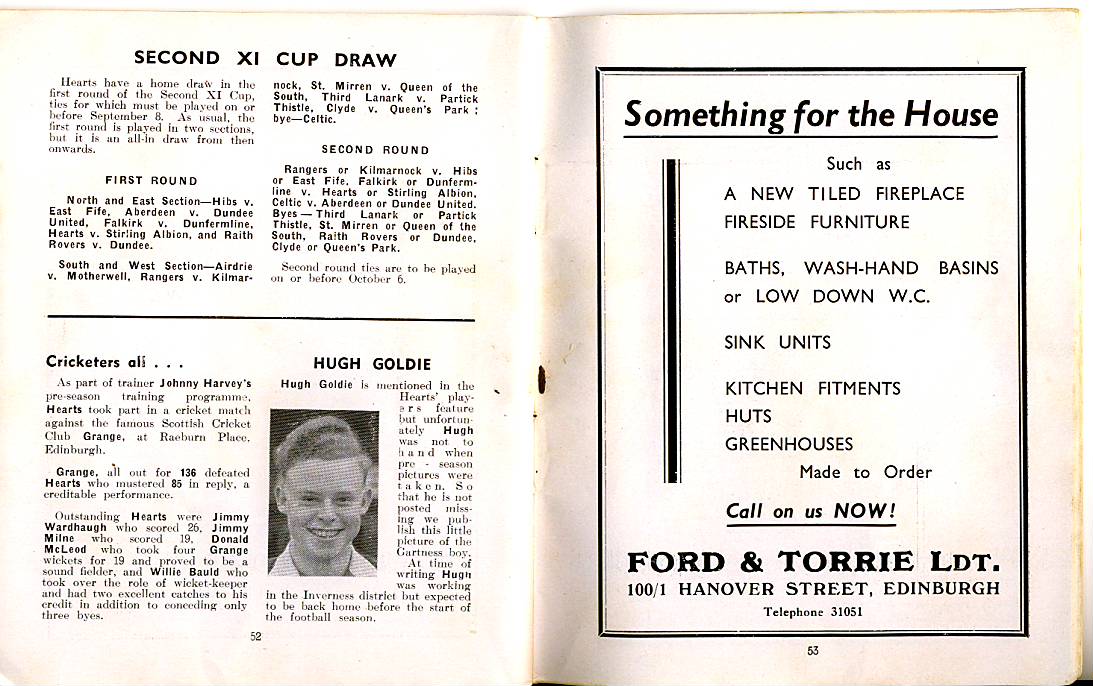 SECOND XI CUP DRAW
Hearts have a home draw in the
first round of the Second XI Cup,
ties for which must be played on or
before September 8. As usual, the
first round is played in two sections,
but it is an all-in draw from then
onwards.
FIRST ROUND
North and East Section—Hibs v.
East Fife, Aberdeen v. Dundee
United, Falkirk v. Dunfermline,
Hearts v. Stirling Albion, and Raith
Rovers v. Dundee.
South and West Section—Airdrie
v. Motherwell, Rangers v. Kilmar-
nock, St. Mirren v. Queen of the
South, Third Lanark v. Partick
Thistle, Clyde v. Queen's Park ;
bye—Celtic.
SECOND ROUND
Rangers or Kilmarnock v. Hibs
or East Fife, Falkirk or Dunferm-
line v. Hearts or Stirling Albion,
Celtic v. Aberdeen or Dundee United.
Byes — Third Lanark or Partick
Thistle, St. Mirren or Queen of the
South, Raith Rovers or Dundee,
Clyde or Queen's Park.
Second round ties are to be played
on or before October 6.
Cricketers all . . .
As part of trainer Johnny Harvey's
pre-season training programme,
Hearts took part in a cricket match
against the famous Scottish Cricket
Club Grange, at Raeburn Place,
Edinburgh.
Grange, all out for 136 defeated
Hearts who mustered 85 in reply, a
creditable performance.
Outstanding Hearts were Jimmy
Wardhaugh who scored 26, Jimmy
Milne who scored 19, Donald
McLeod who took four Grange
wickets for 19 and proved to be a
sound fielder, and Willie Bauld who
took over the role of wicket-keeper
and had two excellent catches to his
credit in addition to conceding only
three byes.
HUGH GOLDIE
Hugh Goldie is mentioned in the
Hearts' play-
ers feature
but unfortun-
ately Hugh
was not to
hand when
pre - season
pictures were
taken. So
that he is not
posted miss-
ing we pub-
lish this little
picture of the
Gartness boy.
At time of
writing Hugh
was working
in the Inverness district but expected
to be back home before the start of
the football season.
52
Something for the House
Such as
A NEW TILED FIREPLACE
FIRESIDE FURNITURE
BATHS, WASH-HAND BASINS
or LOW DOWN W.C.
SINK UNITS
KITCHEN FITMENTS
HUTS
GREENHOUSES
Made to Order
Call on us NOW!
FORD & TORRIE LDT.
100/1 HANOVER STREET, EDINBURGH
Telephone 31051
53